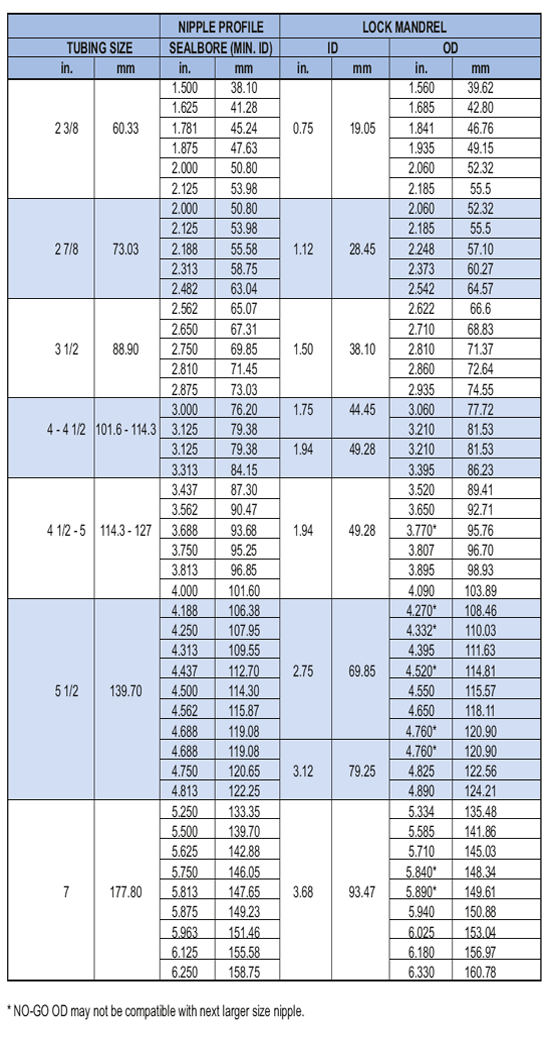 NIPPLE PROFILE LOCK MANDREL
TUBING SIZE SEALBORE (MIN. ID) ID OD
in. mm in. mm in. mm in. mm
1.500 38.10 1.560 39.62
1.625 41.28 1.685 42.80
2 3/8 60.33 1.781 45.24 0.75 19.05 1.841 46.76
1.875 47.63 1.935 49.15
2.000 50.80 2.060 52.32
2.125 53.98 2.185 55.5
2.000 50.80 2.060 52.32
2.125 53.98 2.185 55.5
2 7/8 73.03 2.188 55.58 1.12 28.45 2.248 57.10
2.313 58.75 2.373 60.27
2.482 63.04 2.542 64.57
2.562 65.07 2.622 66.6
2.650 67.31 2.710 68.83
3 1/2 88.90 2.750 69.85 1.50 38.10 2.810 71.37
2.810 71.45 2.860 72.64
2.875 73.03 2.935 74.55
3.000 76.20 1.75 44.45 3.060 77.72
4 - 4 1/2 101.6 - 114.3 3.125 79.38 3.210 81.53
3.125 79.38 1.94 49.28 3.210 81.53
3.313 84.15 3.395 86.23
3.437 87.30 3.520 89.41
3.562 90.47 3.650 92.71
4 1/2 - 5 114.3 - 127 3.688 93.68 1.94 49.28 3.770* 95.76
3.750 95.25 3.807 96.70
3.813 96.85 3.895 98.93
4.000 101.60 4.090 103.89
4.188 106.38 4.270* 108.46
4.250 107.95 4.332* 110.03
4.313 109.55 4.395 111.63
4.437 112.70 2.75 69.85 4.520* 114.81
5 1/2 139.70 4.500 114.30 4.550 115.57
4.562 115.87 4.650 118.11
4.688 119.08 4.760* 120.90
4.688 119.08 4.760* 120.90
4.750 120.65 3.12 79.25 4.825 122.56
4.813 122.25 4.890 124.21
5.250 133.35 5.334 135.48
5.500 139.70 5.585 141.86
5.625 142.88 5.710 145.03
5.750 146.05 5.840* 148.34
7 177.80 5.813 147.65 3.68 93.47 5.890* 149.61
5.875 149.23 5.940 150.88
5.963 151.46 6.025 153.04
6.125 155.58 6.180 156.97
6.250 158.75 6.330 160.78
* NO-GO OD may not be compatible with next larger size nipple.